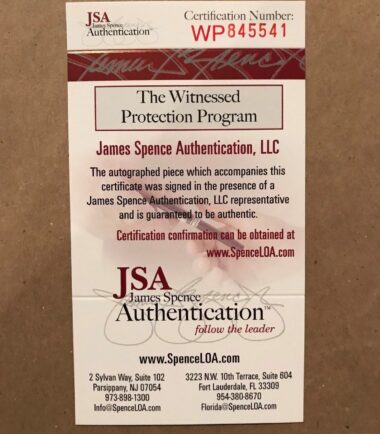 JSA
James Spence
Authentication™
Certification Number:
WP845541
The Witnessed
Protection Program
James Spence Authentication, LLC
The autographed piece which accompanies this
certificate was signed in the presence of a
James Spence Authentication, LLC representative
and is guaranteed to be authentic.
Certification confirmation can be obtained at
www.SpenceLOA.com
JSA
James Spence
Authentication™
follow the leader
www.SpenceLOA.com
2 Sylvan Way, Suite 102
Parsippany, NJ 07054
973-898-1300
Info@SpenceLOA.com
3223 N.W. 10th Terrace, Suite 604
Fort Lauderdale, FL 33309
954-380-8670
Florida@SpenceLOA.com